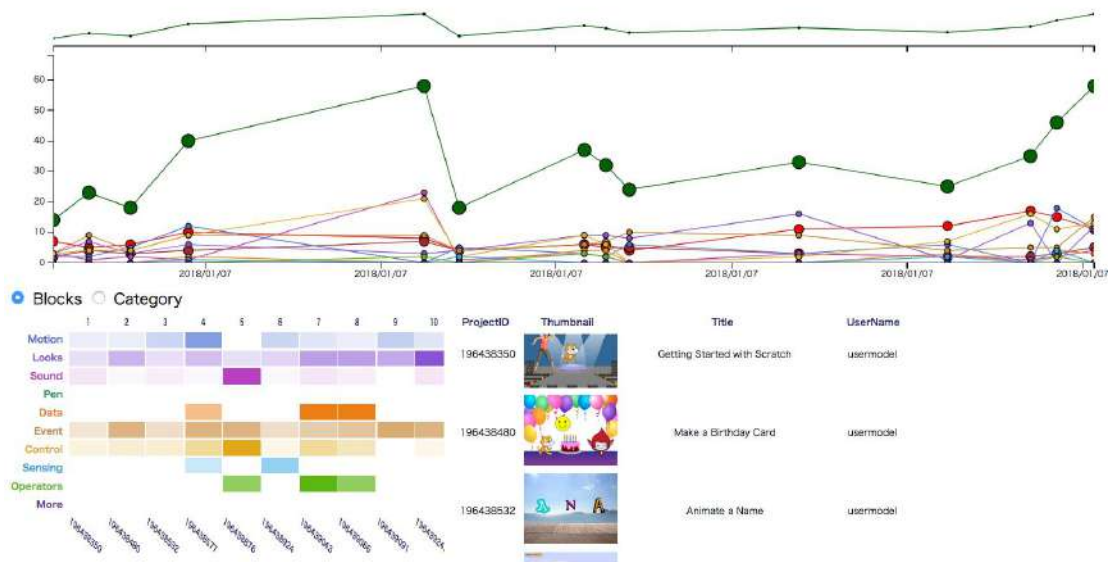 60
50
40
30
20
10
0
2018/01/07 2018/01/07 2018/01/07 2018/01/07 2018/01/07 2018/01/07
Blocks Category
1 2 3 4 5 6 7 8 9 10 ProjectID Thumbnail Title UserName
Motion
Looks
Sound
Pen
Data
Event
Control
Sensing
Operators
More
196438350 Getting Started with Scratch usermodel
196438480 Make a Birthday Card usermodel
A N A
196438532 Animate a Name usermodel
196438350 196438480 196438532